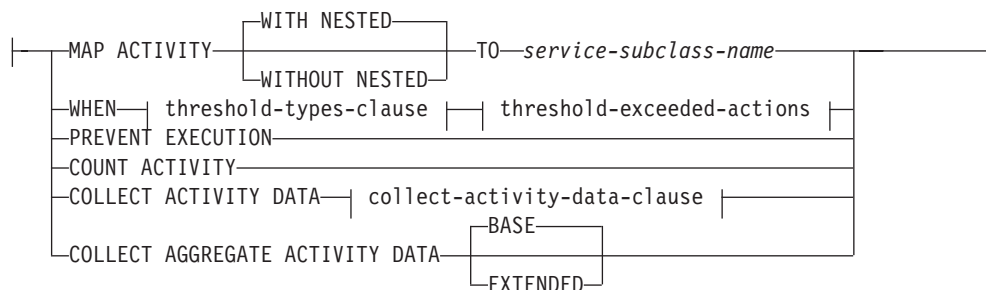 WITH NESTED
MAP ACTIVITY TO service-subclass-name
WITHOUT NESTED
WHEN threshold-types-clause threshold-exceeded-actions
PREVENT EXECUTION
COUNT ACTIVITY
COLLECT ACTIVITY DATA collect-activity-data-clause
BASE
COLLECT AGGREGATE ACTIVITY DATA
EXTENDED